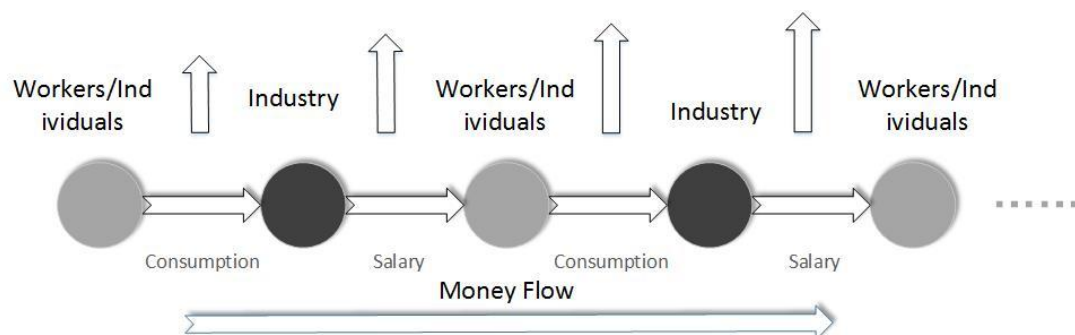 Workers/Ind
ividuals
Industry
Workers/Ind
ividuals
Industry
Workers/Ind
ividuals
Consumption
Salary
Consumption
Salary
Money Flow